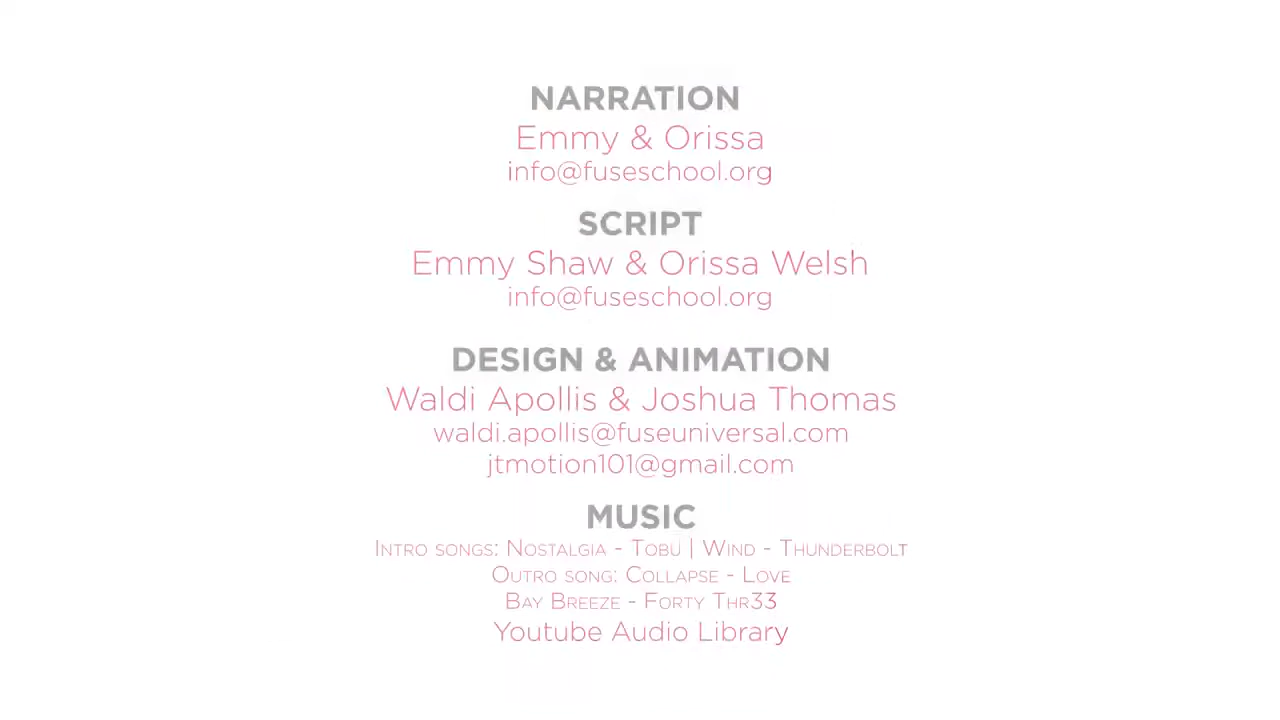 NARRATION
Emmy & Orissa
info@fuseschool.org
SCRIPT
Emmy Shaw & Orissa Welsh
info@fuseschool.org
DESIGN & ANIMATION
Waldi Apollis & Joshua Thomas
waldi.apollis@fuseuniversal.com
jtmotion101@gmail.com
MUSIC
Intro songs: Nostalgia - Tobu | Wind - Thunderbolt
Outro song: Collapse - Love
Bay Breeze - Forty Thr33
Youtube Audio Library